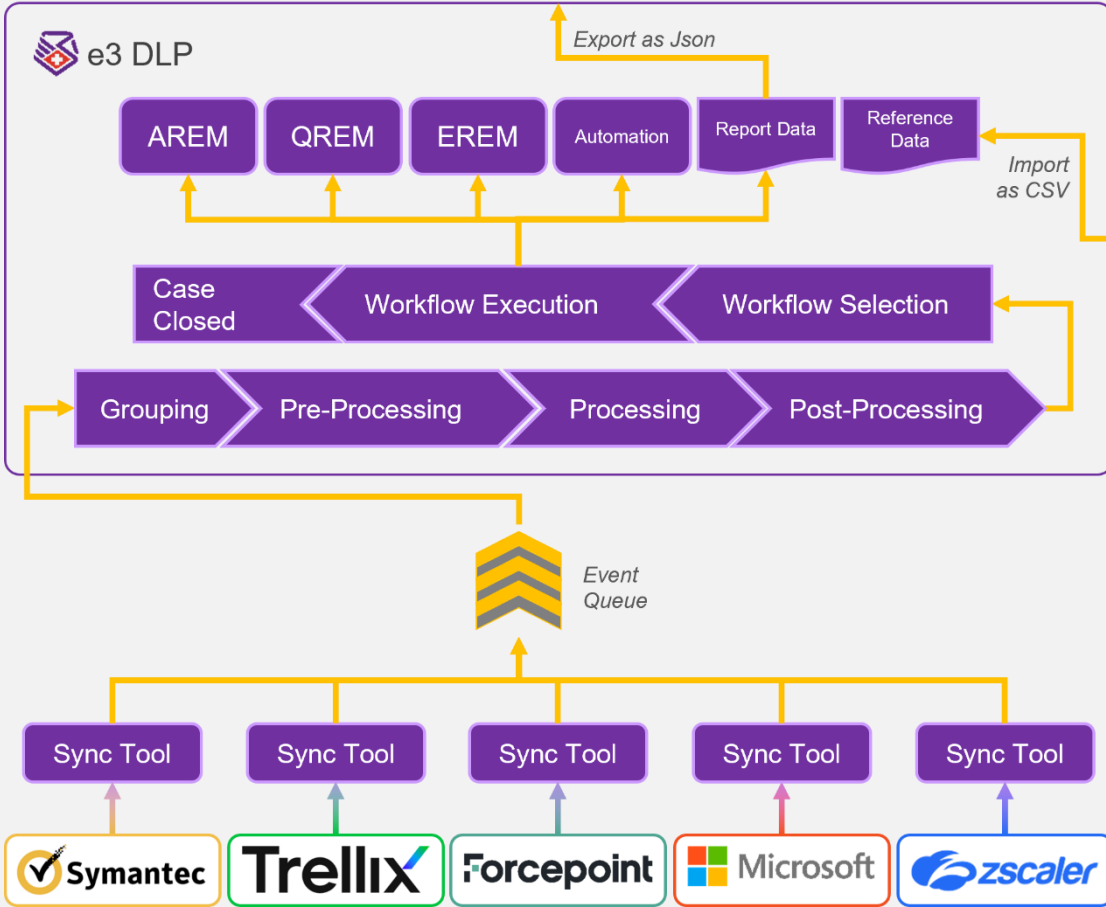 Export as Json
e3 DLP
AREM
QREM
EREM
Automation
Report Data
Reference
Data
Import
as CSV
Case
Closed
Workflow Execution
Workflow Selection
Grouping
Pre-Processing
Processing
Post-Processing
Event
Queue
Sync Tool
Sync Tool
Sync Tool
Sync Tool
Sync Tool
Symantec
Trellix
Forcepoint
Microsoft
zscaler